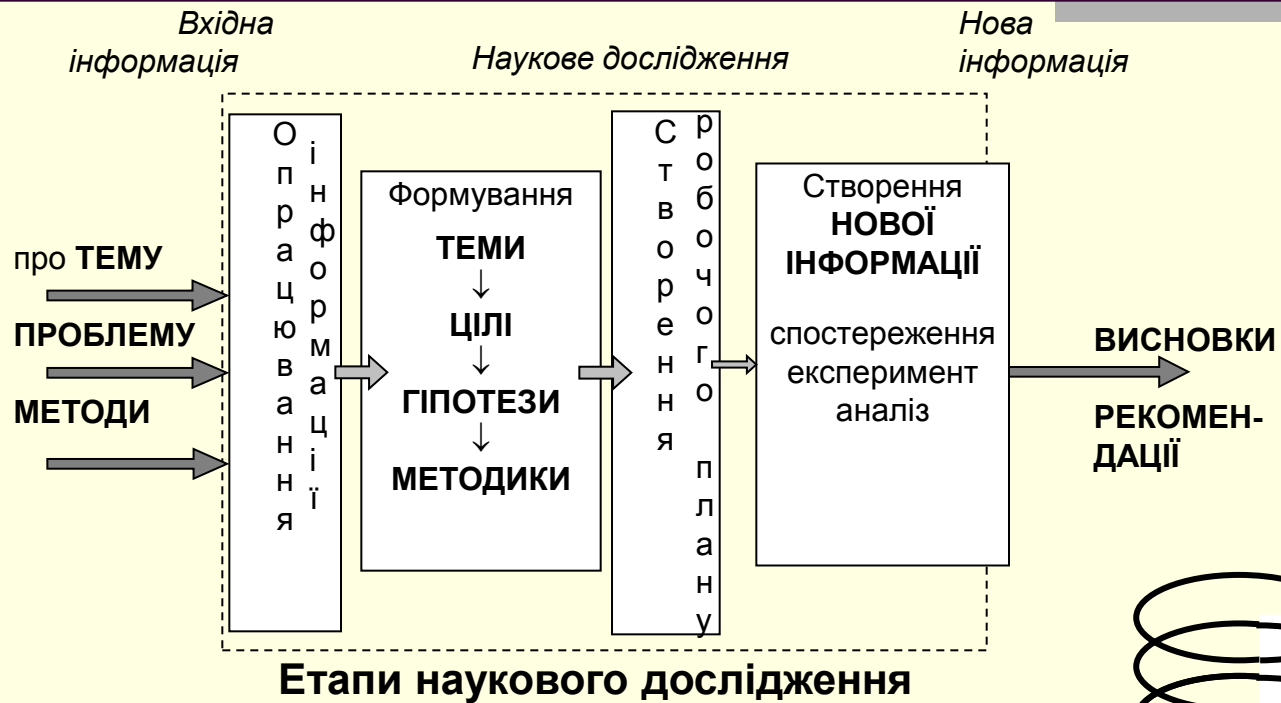 Вхідна
інформація
Наукове дослідження
Нова
інформація
про ТЕМУ
ПРОБЛЕМУ
МЕТОДИ
Опрацювання
інформації
Формування
ТЕМИ
↓
ЦІЛІ
↓
ГІПОТЕЗИ
↓
МЕТОДИКИ
Створення
робочого плану
Створення
НОВОЇ
ІНФОРМАЦІЇ
спостереження
експеримент
аналіз
ВИСНОВКИ
РЕКОМЕН-
ДАЦІЇ
Етапи наукового дослідження